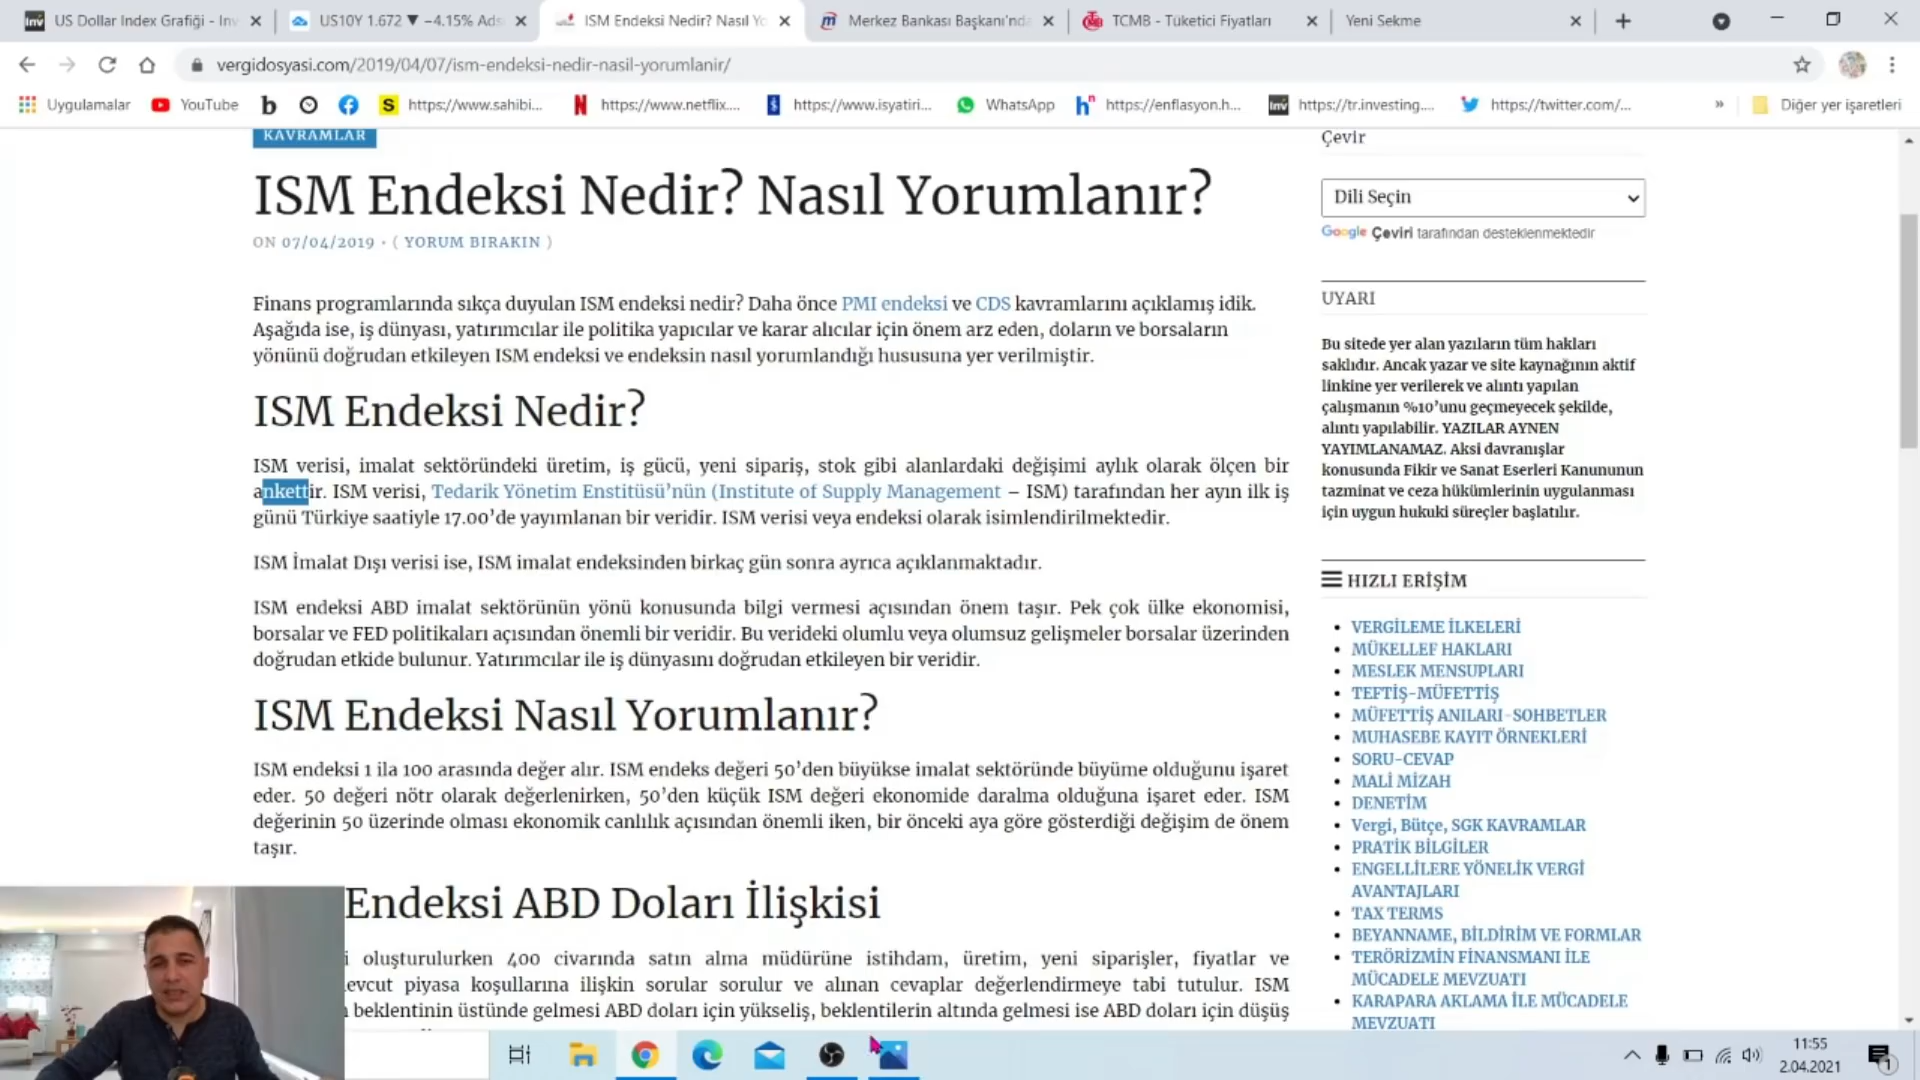 US Dollar Index Grafiği - Inv
US10Y 1.672 ▼ −4.15% Ads
ISM Endeksi Nedir? Nasıl Yo
Merkez Bankası Başkanı'nda
TCMB - Tüketici Fiyatları
Yeni Sekme
vergidosyasi.com/2019/04/07/ism-endeksi-nedir-nasil-yorumlanir/
Uygulamalar
YouTube
https://www.sahibi...
https://www.netflix....
https://www.isyatiri...
WhatsApp
https://enflasyon.h...
https://tr.investing....
https://twitter.com/...
»
Diğer yer işaretleri
KAVRAMLAR
ISM Endeksi Nedir? Nasıl Yorumlanır?
ON 07/04/2019 • ( YORUM BIRAKIN )
Finans programlarında sıkça duyulan ISM endeksi nedir? Daha önce PMI endeksi ve CDS kavramlarını açıklamış idik.
Aşağıda ise, iş dünyası, yatırımcılar ile politika yapıcılar ve karar alıcılar için önem arz eden, doların ve borsaların
yönünü doğrudan etkileyen ISM endeksi ve endeksin nasıl yorumlandığı hususuna yer verilmiştir.
ISM Endeksi Nedir?
ISM verisi, imalat sektöründeki üretim, iş gücü, yeni sipariş, stok gibi alanlardaki değişimi aylık olarak ölçen bir
ankettir. ISM verisi, Tedarik Yönetim Enstitüsü'nün (Institute of Supply Management – ISM) tarafından her ayın ilk iş
günü Türkiye saatiyle 17.00'de yayımlanan bir veridir. ISM verisi veya endeksi olarak isimlendirilmektedir.
ISM İmalat Dışı verisi ise, ISM imalat endeksinden birkaç gün sonra ayrıca açıklanmaktadır.
ISM endeksi ABD imalat sektörünün yönü konusunda bilgi vermesi açısından önem taşır. Pek çok ülke ekonomisi,
borsalar ve FED politikaları açısından önemli bir veridir. Bu verideki olumlu veya olumsuz gelişmeler borsalar üzerinden
doğrudan etkide bulunur. Yatırımcılar ile iş dünyasını doğrudan etkileyen bir veridir.
ISM Endeksi Nasıl Yorumlanır?
ISM endeksi 1 ila 100 arasında değer alır. ISM endeks değeri 50'den büyükse imalat sektöründe büyüme olduğunu işaret
eder. 50 değeri nötr olarak değerlenirken, 50'den küçük ISM değeri ekonomide daralma olduğuna işaret eder. ISM
değerinin 50 üzerinde olması ekonomik canlılık açısından önemli iken, bir önceki aya göre gösterdiği değişim de önem
taşır.
Endeksi ABD Doları İlişkisi
i oluşturulurken 400 civarında satın alma müdürüne istihdam, üretim, yeni siparişler, fiyatlar ve
evcut piyasa koşullarına ilişkin sorular sorulur ve alınan cevaplar değerlendirmeye tabi tutulur. ISM
beklentinin üstünde gelmesi ABD doları için yükseliş, beklentilerin altında gelmesi ise ABD doları için düşüş
Çevir
Dili Seçin
Google Çeviri tarafından desteklenmektedir
UYARI
Bu sitede yer alan yazıların tüm hakları
saklıdır. Ancak yazar ve site kaynağının aktif
linkine yer verilerek ve alıntı yapılan
çalışmanın %10'unu geçmeyecek şekilde,
alıntı yapılabilir. YAZILAR AYNEN
YAYIMLANAMAZ. Aksi davranışlar
konusunda Fikir ve Sanat Eserleri Kanununun
tazminat ve ceza hükümlerinin uygulanması
için uygun hukuki süreçler başlatılır.
HIZLI ERİŞİM
• VERGİLEME İLKELERİ
• MÜKELLEF HAKLARI
• MESLEK MENSUPLARI
• TEFTİŞ-MÜFETTİŞ
• MÜFETTİŞ ANILARI-SOHBETLER
• MUHASEBE KAYIT ÖRNEKLERİ
• SORU-CEVAP
• MALİ MİZAH
• DENETİM
• Vergi, Bütçe, SGK KAVRAMLAR
• PRATİK BİLGİLER
• ENGELLİLERE YÖNELİK VERGİ
AVANTAJLARI
• TAX TERMS
• BEYANNAME, BİLDİRİM VE FORMLAR
• TERÖRİZMİN FİNANSMANI İLE
MÜCADELE MEVZUATI
• KARAPARA AKLAMA İLE MÜCADELE
MEVZUATI
11:55
2.04.2021
1